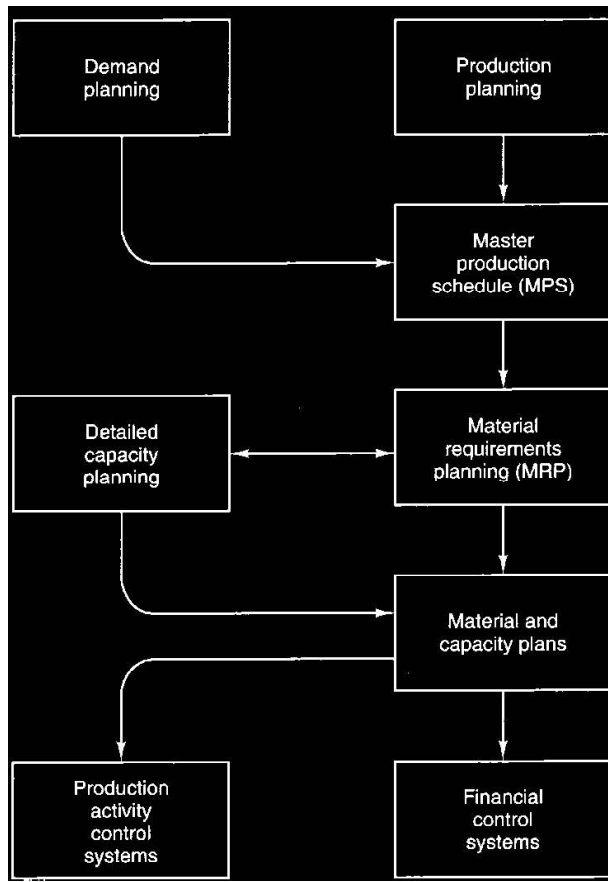 Demand
planning
Production
planning
Master
production
schedule (MPS)
Detailed
capacity
planning
Material
requirements
planning (MRP)
Material and
capacity plans
Production
activity
control
systems
Financial
control
systems